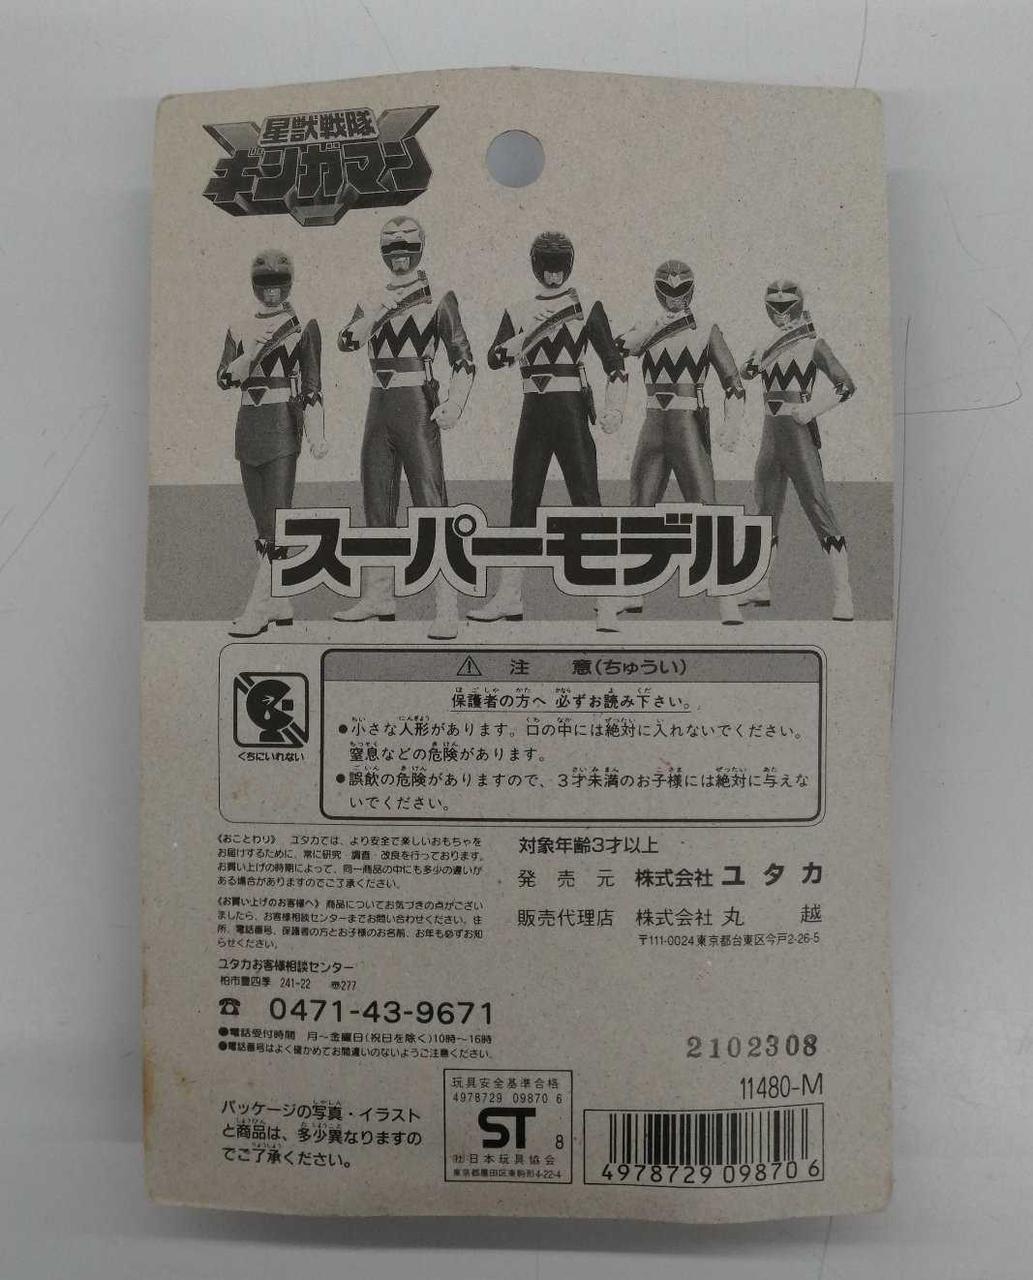 星獣戦隊
ギンガマン
スーパーモデル
くちにいれない
⚠ 注 意(ちゅうい)
保護者の方へ 必ずお読み下さい。
●小さな人形があります。口の中には絶対に入れないでください。
窒息などの危険があります。
●誤飲の危険がありますので、3才未満のお子様には絶対に与えな
いでください。
《おことわり》 ユタカでは、より安全で楽しいおもちゃを
お届けするために、常に研究・調査・改良を行っております。
お買い上げの時期によって、同一商品の中にも多少の違いが
ある場合がありますのでご了承ください。
《お買い上げのお客様へ》商品についてお気づきの点がござい
ましたら、お客様相談センターまでお問い合わせください。住
所、電話番号、保護者の方とお子様のお名前、お年も必ずお知
らせください。
ユタカお客様相談センター
柏市豊四季 241-22 〠277
☎ 0471-43-9671
●電話受付時間 月~金曜日(祝日を除く)10時~16時
●電話番号はよく確かめてお間違いのないようご注意ください。
対象年齢3才以上
発売元 株式会社ユタカ
販売代理店 株式会社丸越
〒111-0024東京都台東区今戸2-26-5
2102308
11480-M
パッケージの写真・イラスト
と商品は、多少異なりますの
でご了承ください。
玩具安全基準合格
4978729 09870 6
ST 8
(社)日本玩具協会
東京都墨田区東駒形4-22-4
4978729 098706